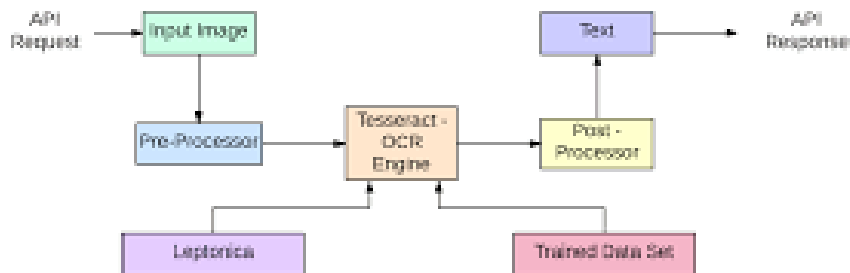 API
Request
Input Image
Text
API
Response
Pre-Processor
Tesseract -
OCR
Engine
Post -
Processor
Leptonica
Trained Data Set